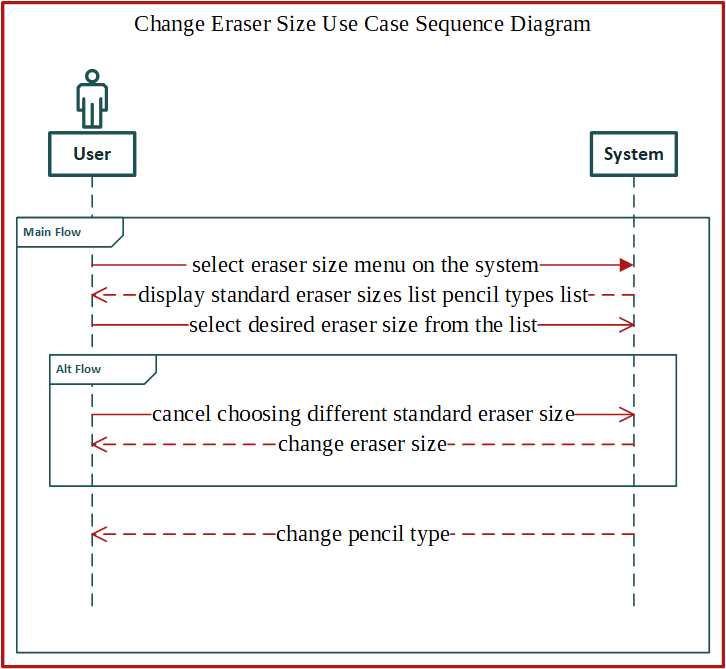 Change Eraser Size Use Case Sequence Diagram
User
System
Main Flow
select eraser size menu on the system
display standard eraser sizes list pencil types list
select desired eraser size from the list
Alt Flow
cancel choosing different standard eraser size
change eraser size
change pencil type